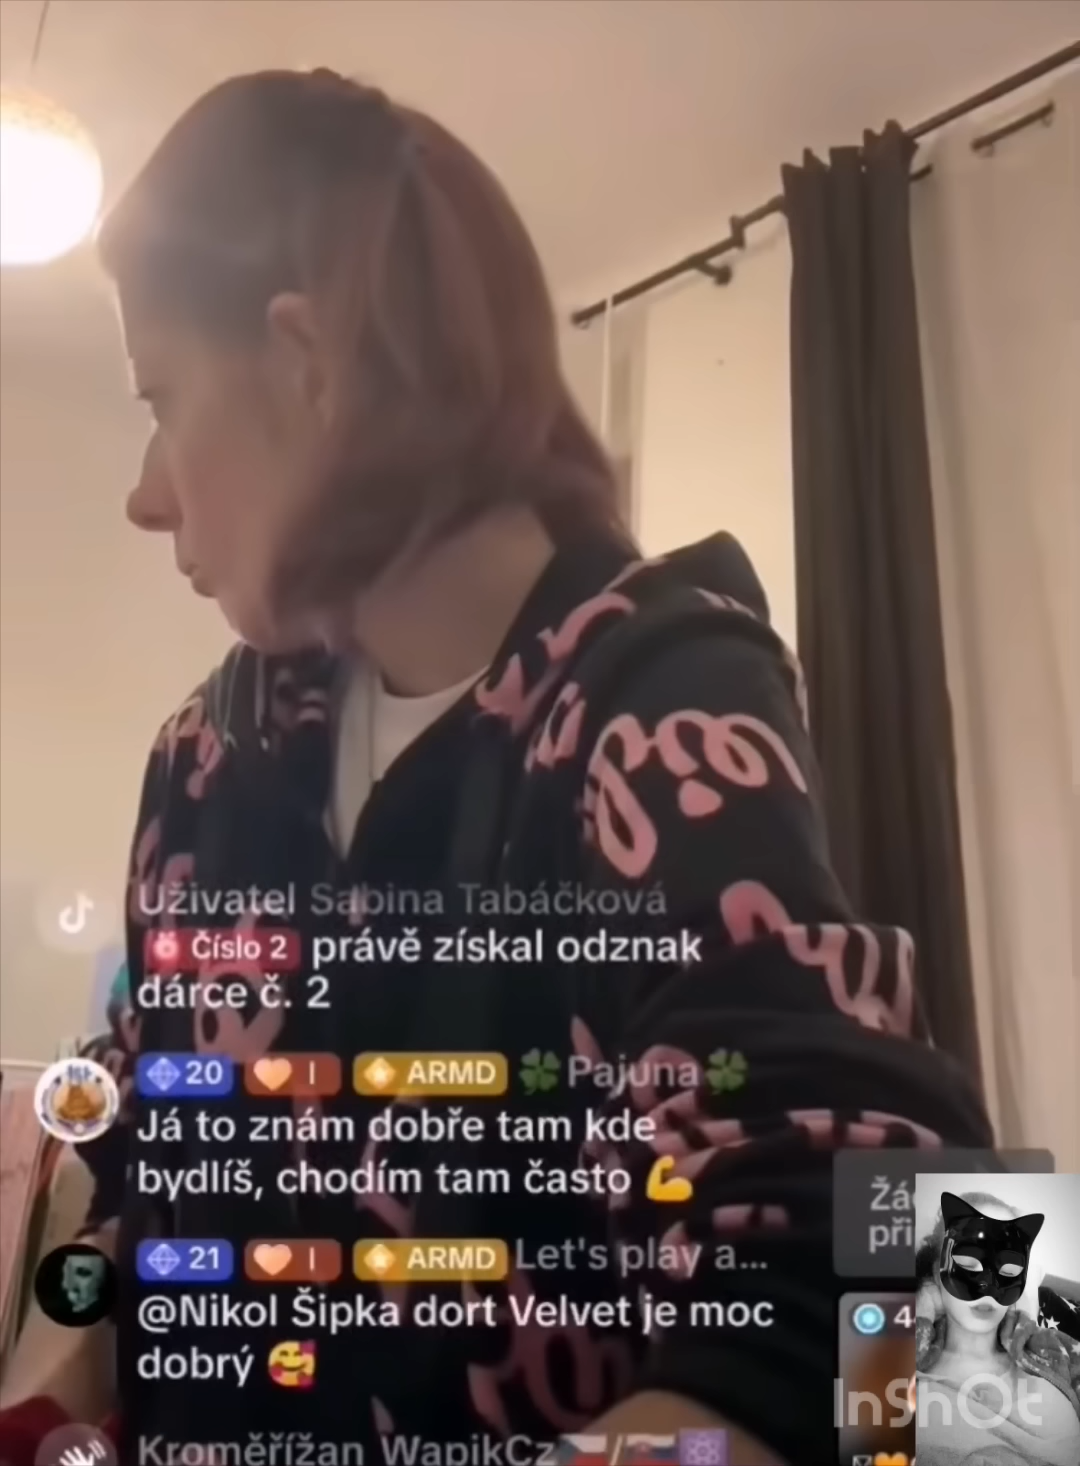 Uživatel Sabina Tabáčková
Číslo 2 právě získal odznak
dárce č. 2
20 I ARMD 🍀Pajuna🍀
Já to znám dobře tam kde
bydlíš, chodím tam často 💪
21 I ARMD Let's play a...
@Nikol Šipka dort Velvet je moc
dobrý 🥰
Kroměřížan WapikCz
InShOt